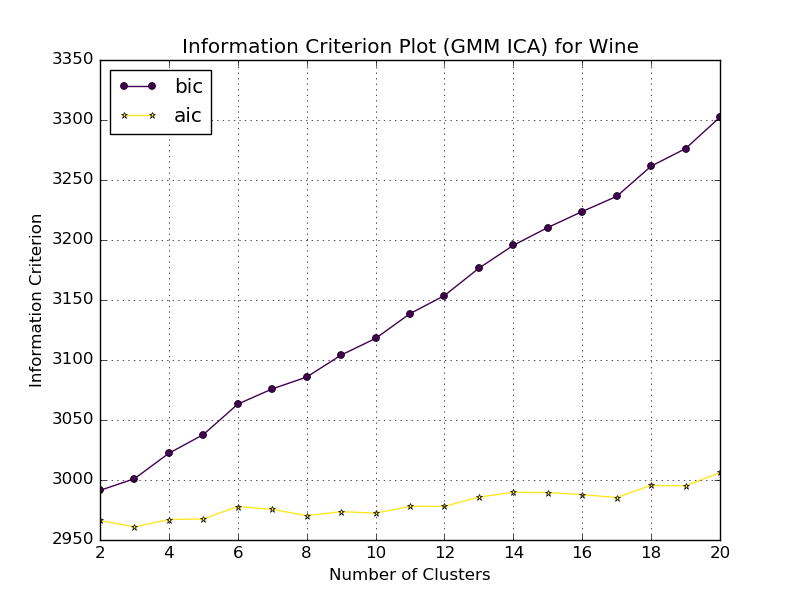 Information Criterion Plot (GMM ICA) for Wine
3350
3300
3250
3200
3150
3100
3050
3000
2950
bic
aic
Information Criterion
2 4 6 8 10 12 14 16 18 20
Number of Clusters